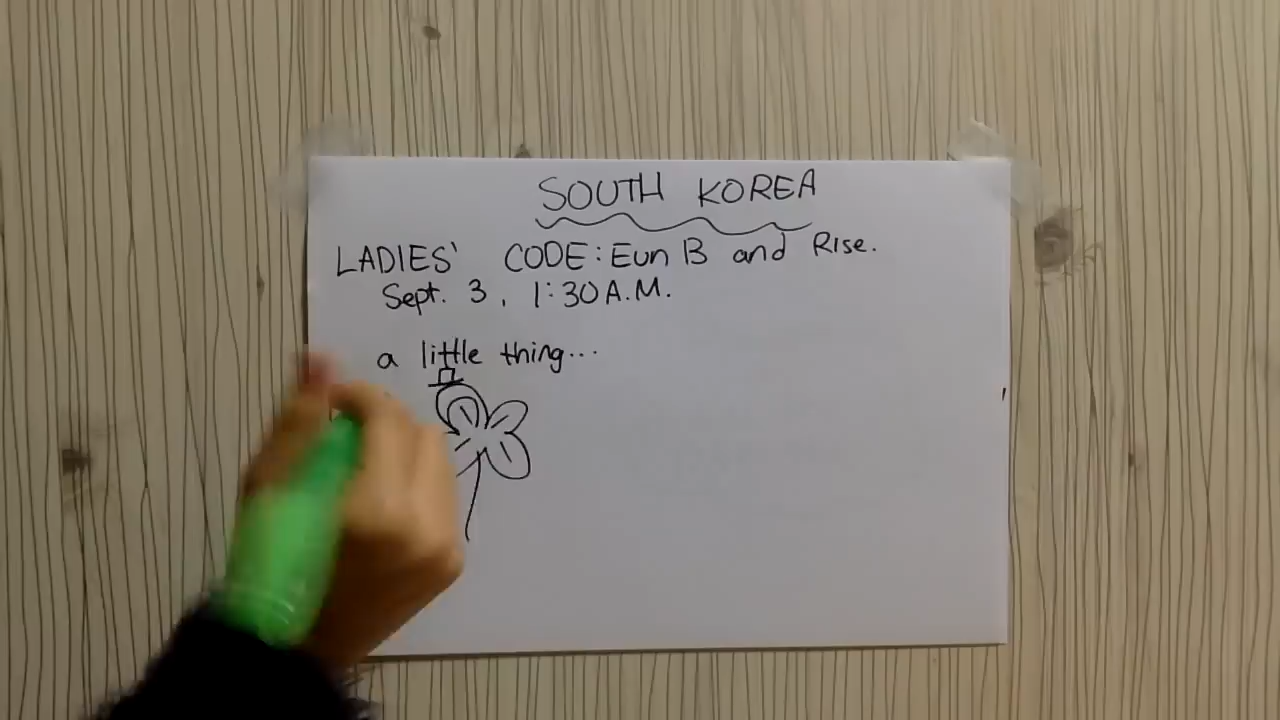 SOUTH KOREA
LADIES' CODE: Eun B and Rise.
Sept. 3, 1:30 A.M.
a little thing...